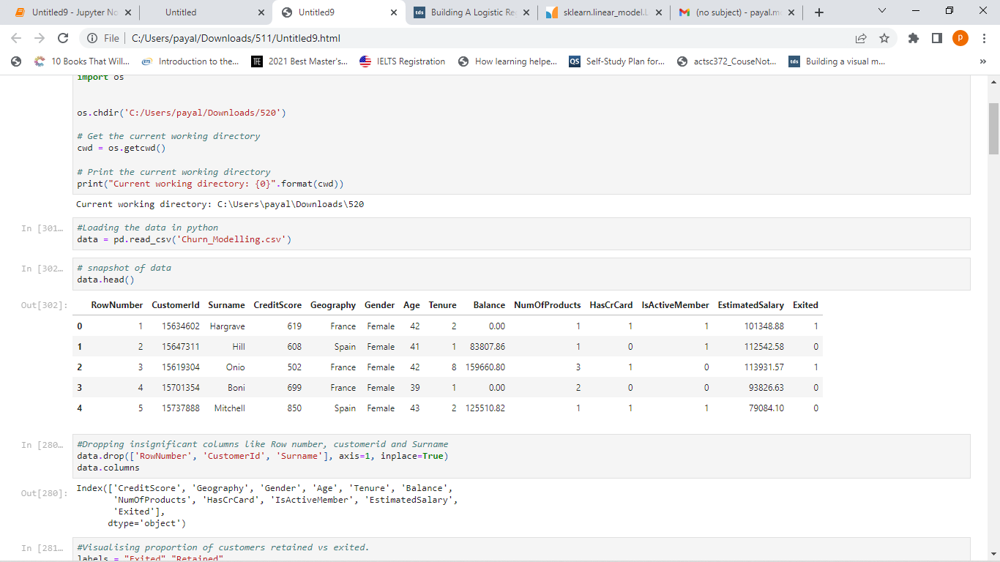 Untitled9 - Jupyter No
Untitled
Untitled9
tds Building A Logistic Re
sklearn.linear_model.L
(no subject) - payal.m
File C:/Users/payal/Downloads/511/Untitled9.html
P
10 Books That Will...
ETS Introduction to the...
TFE 2021 Best Master's...
IELTS Registration
How learning helpe...
QS Self-Study Plan for...
actsc372_CouseNot...
tds Building a visual m...
»
import os
os.chdir('C:/Users/payal/Downloads/520')
# Get the current working directory
cwd = os.getcwd()
# Print the current working directory
print("Current working directory: {0}".format(cwd))
Current working directory: C:\Users\payal\Downloads\520
In [301… #Loading the data in python
data = pd.read_csv('Churn_Modelling.csv')
In [302… # snapshot of data
data.head()
Out[302]: RowNumber CustomerId Surname CreditScore Geography Gender Age Tenure Balance NumOfProducts HasCrCard IsActiveMember EstimatedSalary Exited
0 1 15634602 Hargrave 619 France Female 42 2 0.00 1 1 1 101348.88 1
1 2 15647311 Hill 608 Spain Female 41 1 83807.86 1 0 1 112542.58 0
2 3 15619304 Onio 502 France Female 42 8 159660.80 3 1 0 113931.57 1
3 4 15701354 Boni 699 France Female 39 1 0.00 2 0 0 93826.63 0
4 5 15737888 Mitchell 850 Spain Female 43 2 125510.82 1 1 1 79084.10 0
In [280… #Dropping insignificant columns like Row number, customerid and Surname
data.drop(['RowNumber', 'CustomerId', 'Surname'], axis=1, inplace=True)
data.columns
Out[280]: Index(['CreditScore', 'Geography', 'Gender', 'Age', 'Tenure', 'Balance',
'NumOfProducts', 'HasCrCard', 'IsActiveMember', 'EstimatedSalary',
'Exited'],
dtype='object')
In [281… #Visualising proportion of customers retained vs exited.
labels = "Exited" "Retained"